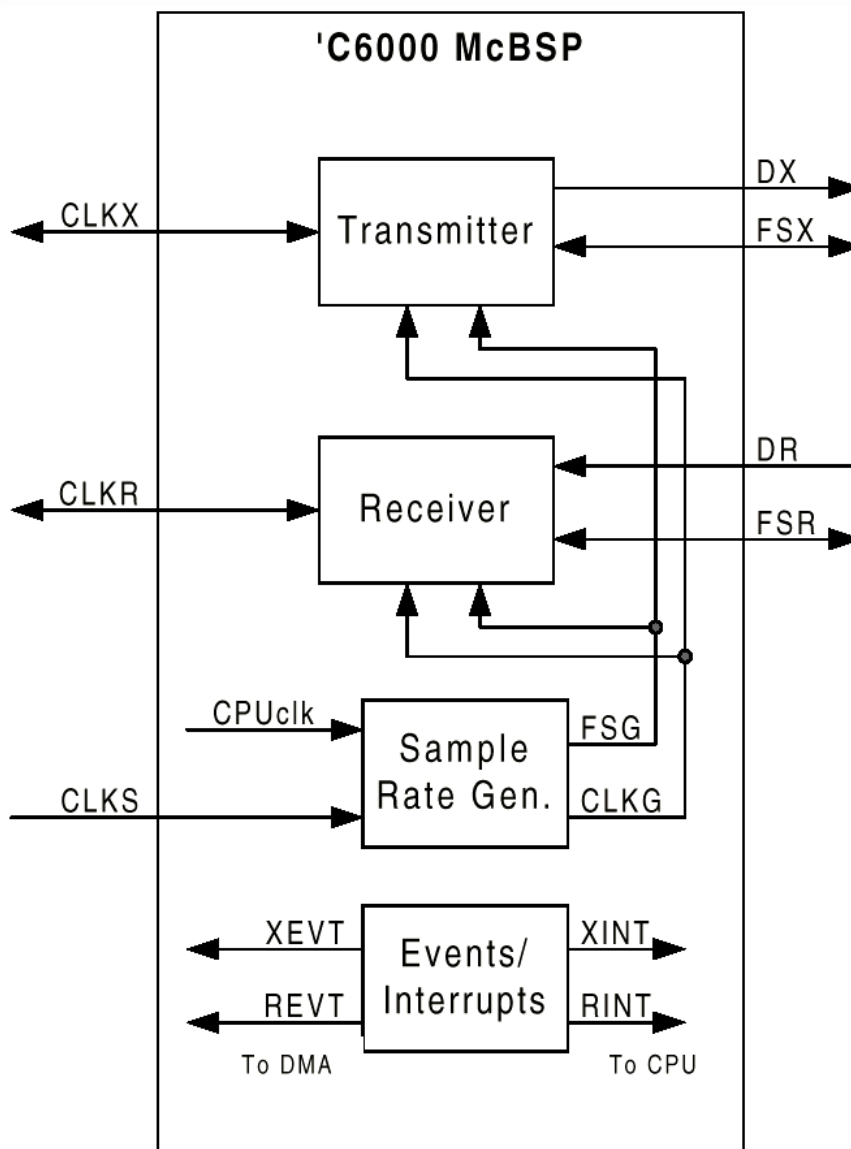 'C6000 McBSP
DX
CLKX
Transmitter
FSX
DR
CLKR
Receiver
FSR
CPUclk
FSG
Sample
Rate Gen.
CLKS
CLKG
XEVT
XINT
Events/
Interrupts
REVT
RINT
To DMA
To CPU